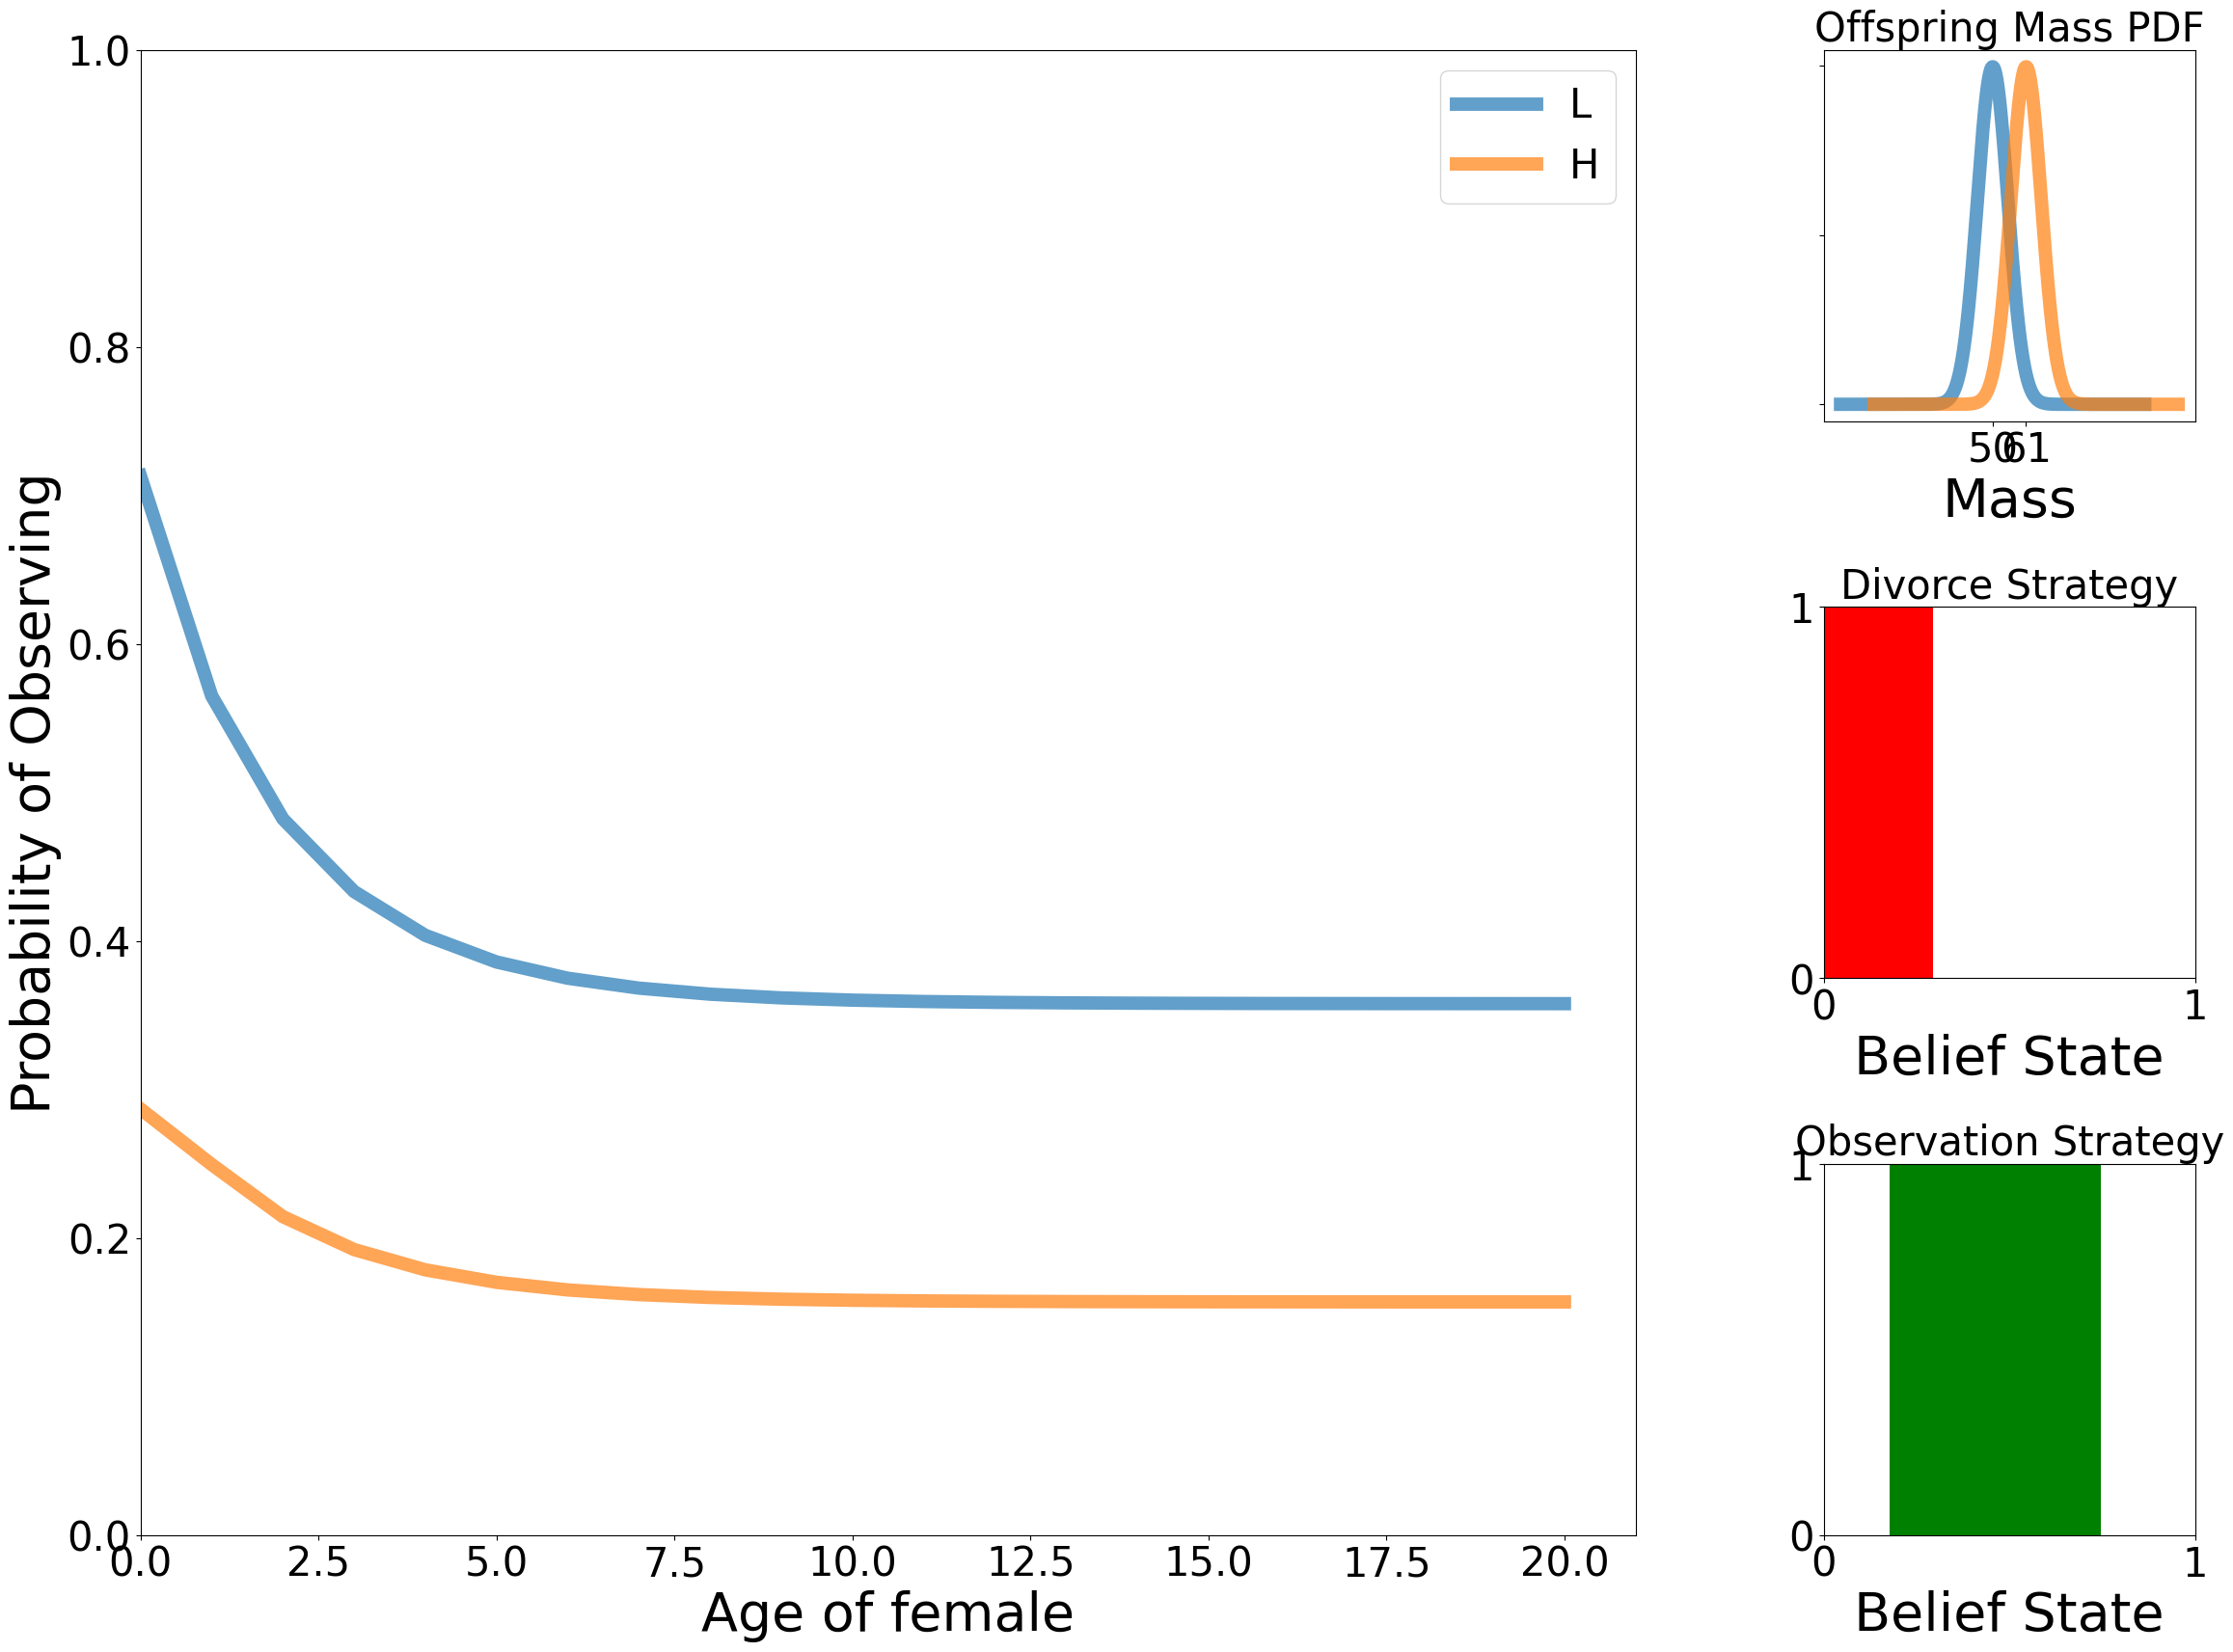 Probability of Observing
1.0
0.8
0.6
0.4
0.2
0.0
0.0 2.5 5.0 7.5 10.0 12.5 15.0 17.5 20.0
Age of female
L
H
Offspring Mass PDF
50 61
Mass
Divorce Strategy
1
0
0 1
Belief State
Observation Strategy
1
0
0 1
Belief State